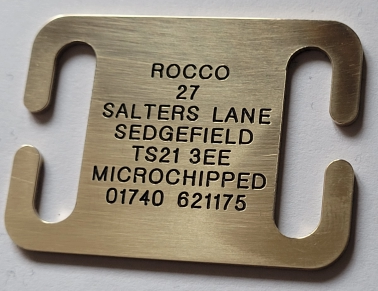 ROCCO
27
SALTERS LANE
SEDGEFIELD
TS21 3EE
MICROCHIPPED
01740 621175